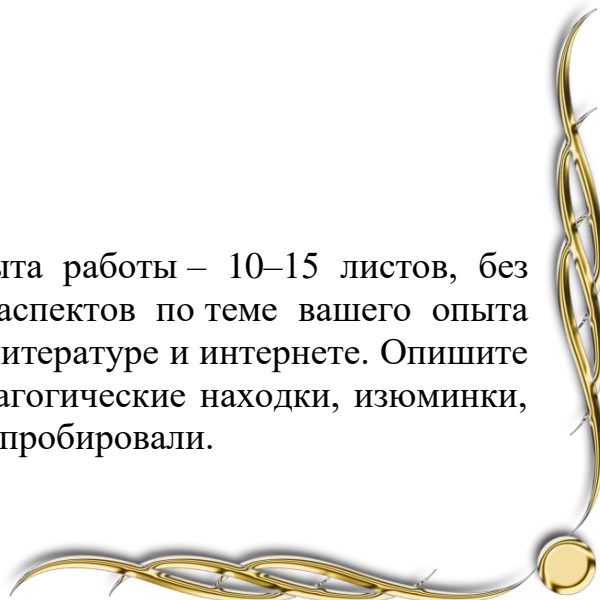 ыта работы – 10–15 листов, без
аспектов по теме вашего опыта
итературе и интернете. Опишите
агогические находки, изюминки,
пробировали.